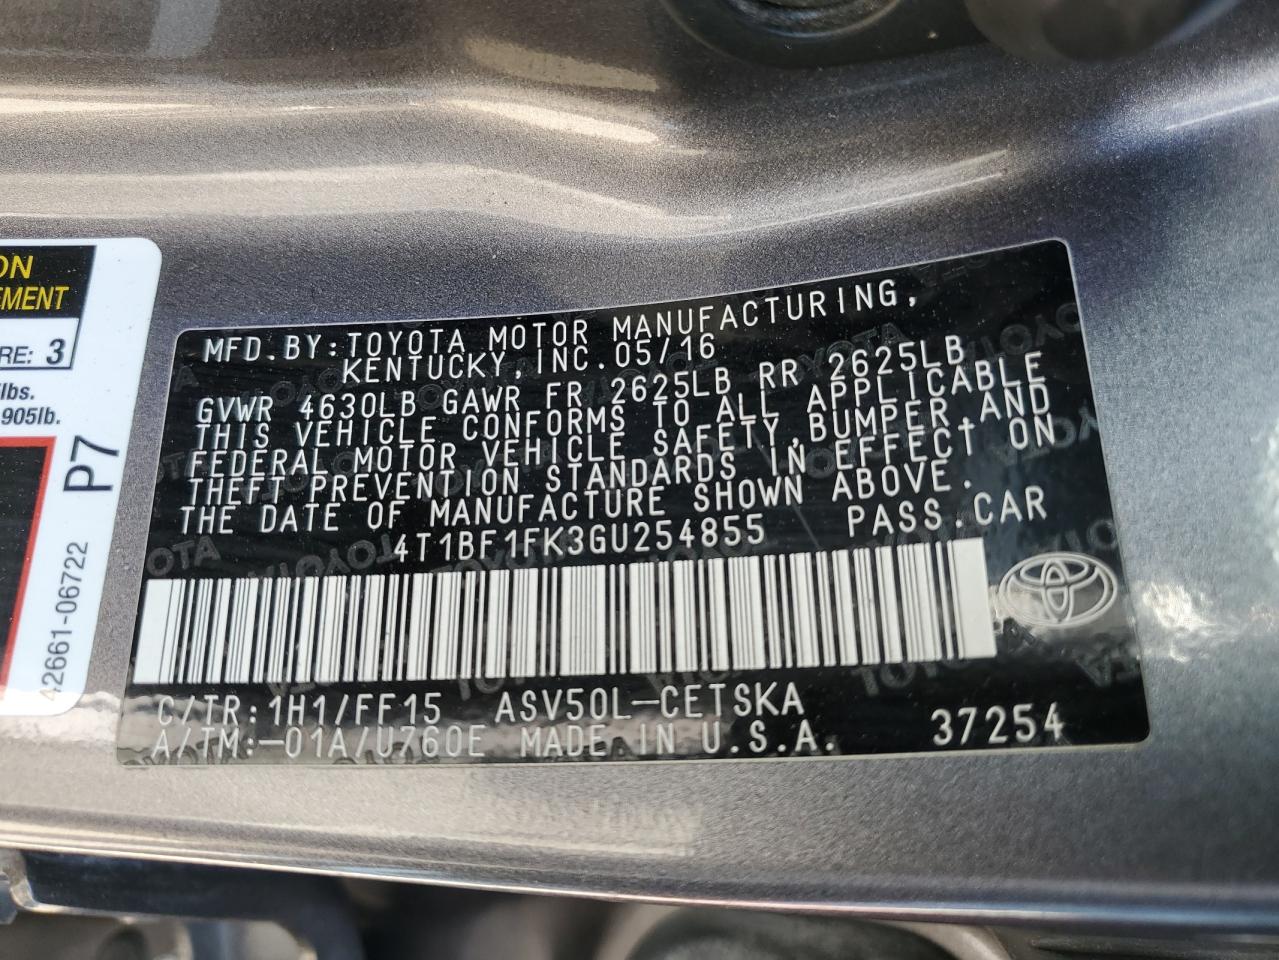 ON
EMENT
RE: 3
lbs.
905lb.
P7
42661-06722
MFD.BY:TOYOTA MOTOR MANUFACTURING,
KENTUCKY,INC.05/16
GVWR 4630LB GAWR FR 2625LB RR 2625LB
THIS VEHICLE CONFORMS TO ALL APPLICABLE
FEDERAL MOTOR VEHICLE SAFETY,BUMPER,AND
THEFT PREVENTION STANDARDS IN EFFECT ON
THE DATE OF MANUFACTURE SHOWN ABOVE.
4T1BF1FK3GU254855 PASS.CAR
C/TR:1H1/FF15 ASV50L-CETSKA
A/TM:-01A/U760E MADE IN U.S.A. 37254